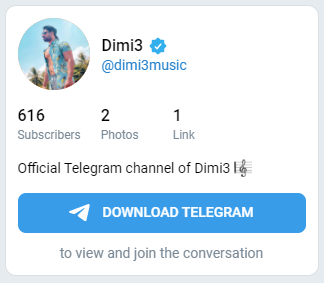 Dimi3
@dimi3music
616 2 1
Subscribers Photos Link
Official Telegram channel of Dimi3 🎼
DOWNLOAD TELEGRAM
to view and join the conversation